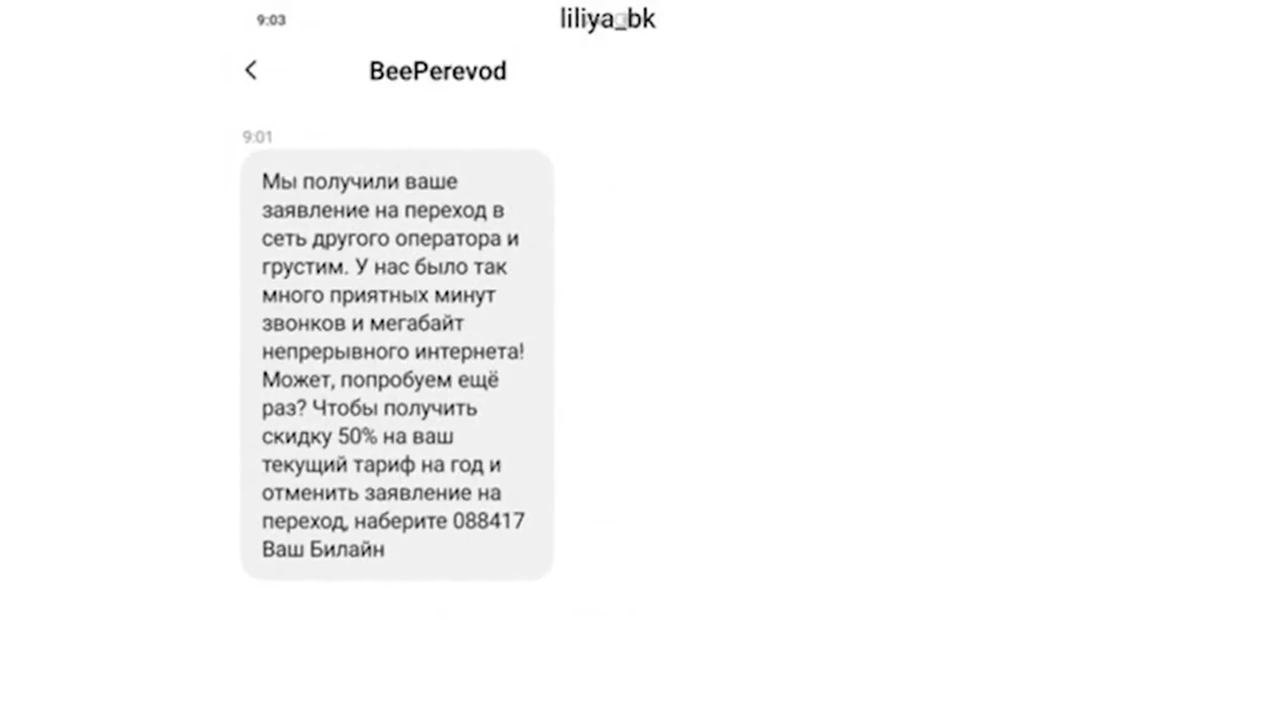 9:03
liliya_bk
BeePerevod
9:01
Мы получили ваше
заявление на переход в
сеть другого оператора и
грустим. У нас было так
много приятных минут
звонков и мегабайт
непрерывного интернета!
Может, попробуем ещё
раз? Чтобы получить
скидку 50% на ваш
текущий тариф на год и
отменить заявление на
переход, наберите 088417
Ваш Билайн